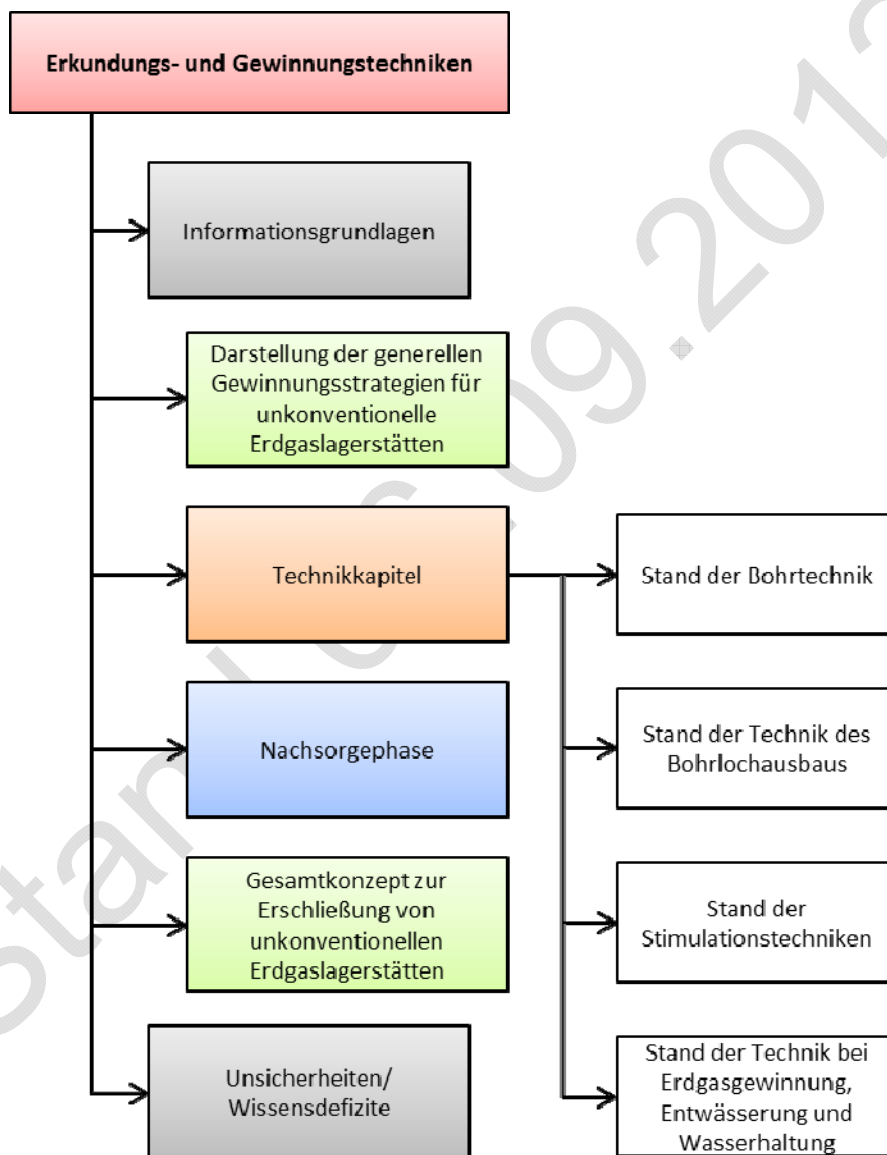 Erkundungs- und Gewinnungstechniken
Informationsgrundlagen
Darstellung der generellen
Gewinnungsstrategien für
unkonventionelle
Erdgaslagerstätten
Technikkapitel
Stand der Bohrtechnik
Nachsorgephase
Stand der Technik des
Bohrlochausbaus
Gesamtkonzept zur
Erschließung von
unkonventionellen
Erdgaslagerstätten
Stand der
Stimulationstechniken
Unsicherheiten/
Wissensdefizite
Stand der Technik bei
Erdgasgewinnung,
Entwässerung und
Wasserhaltung
Stand